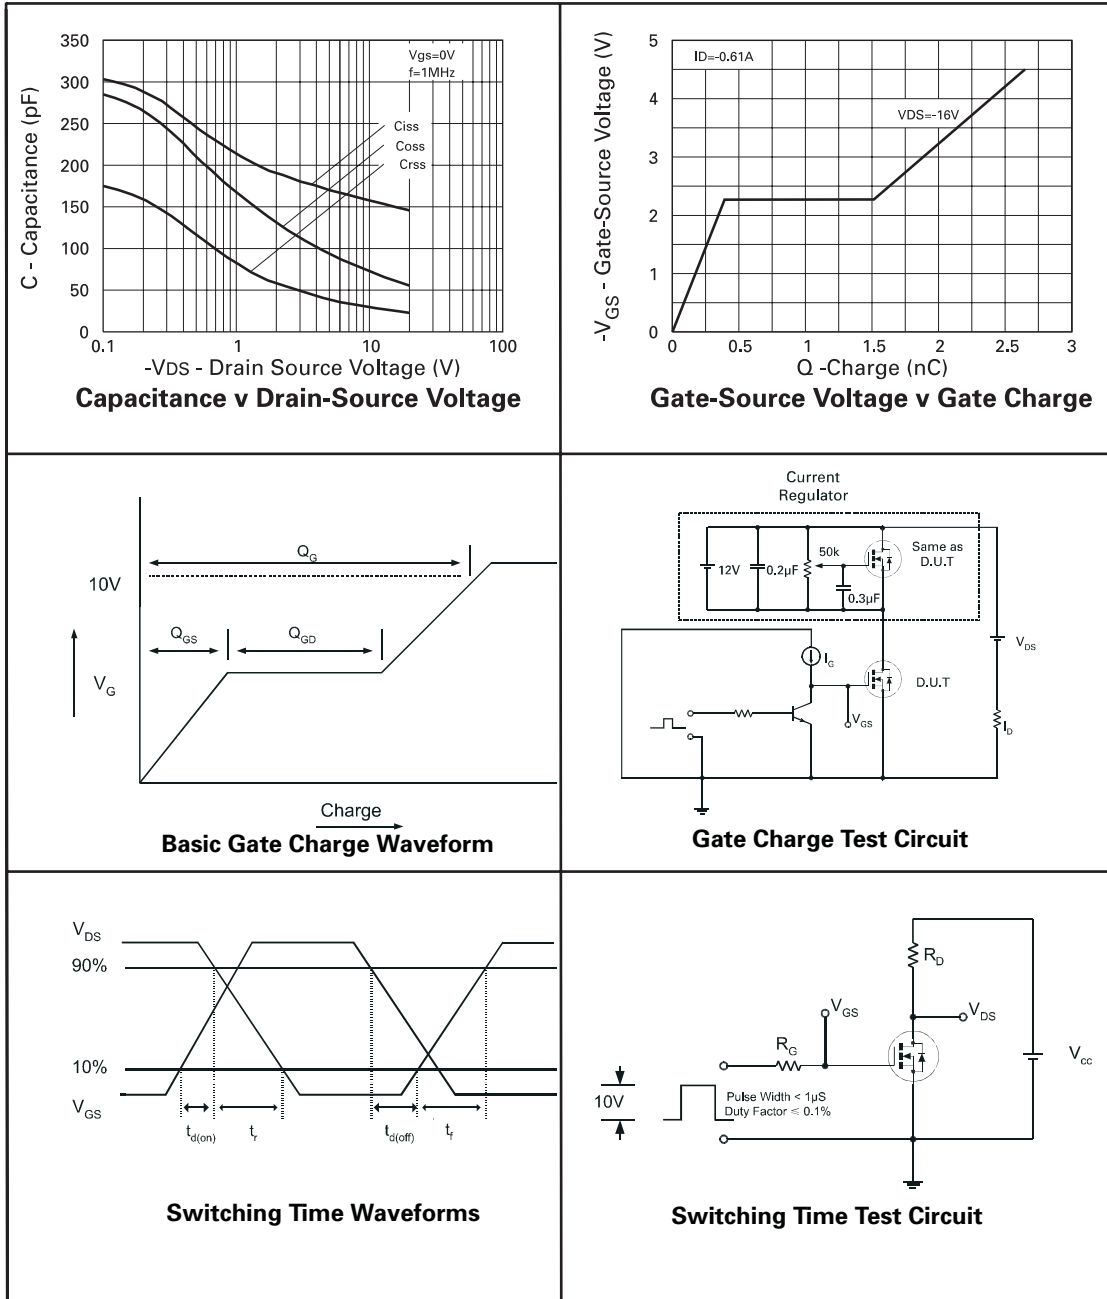 350
300
250
200
150
100
50
0
0.1
1
10
100
C - Capacitance (pF)
Vgs=0V
f=1MHz
Ciss
Coss
Crss
-VDS - Drain Source Voltage (V)
Capacitance v Drain-Source Voltage
5
4
3
2
1
0
0
0.5
1
1.5
2
2.5
3
-VGS - Gate-Source Voltage (V)
ID=-0.61A
VDS=-16V
Q -Charge (nC)
Gate-Source Voltage v Gate Charge
QG
10V
QGS
QGD
VG
Charge
Basic Gate Charge Waveform
Current
Regulator
12V
0.2µF
50k
0.3µF
Same as
D.U.T
IG
VDS
D.U.T
VGS
ID
Gate Charge Test Circuit
VDS
90%
10%
VGS
td(on)
tr
td(off)
tf
Switching Time Waveforms
RD
VGS
VDS
RG
Vcc
10V
Pulse Width < 1µS
Duty Factor ≤ 0.1%
Switching Time Test Circuit